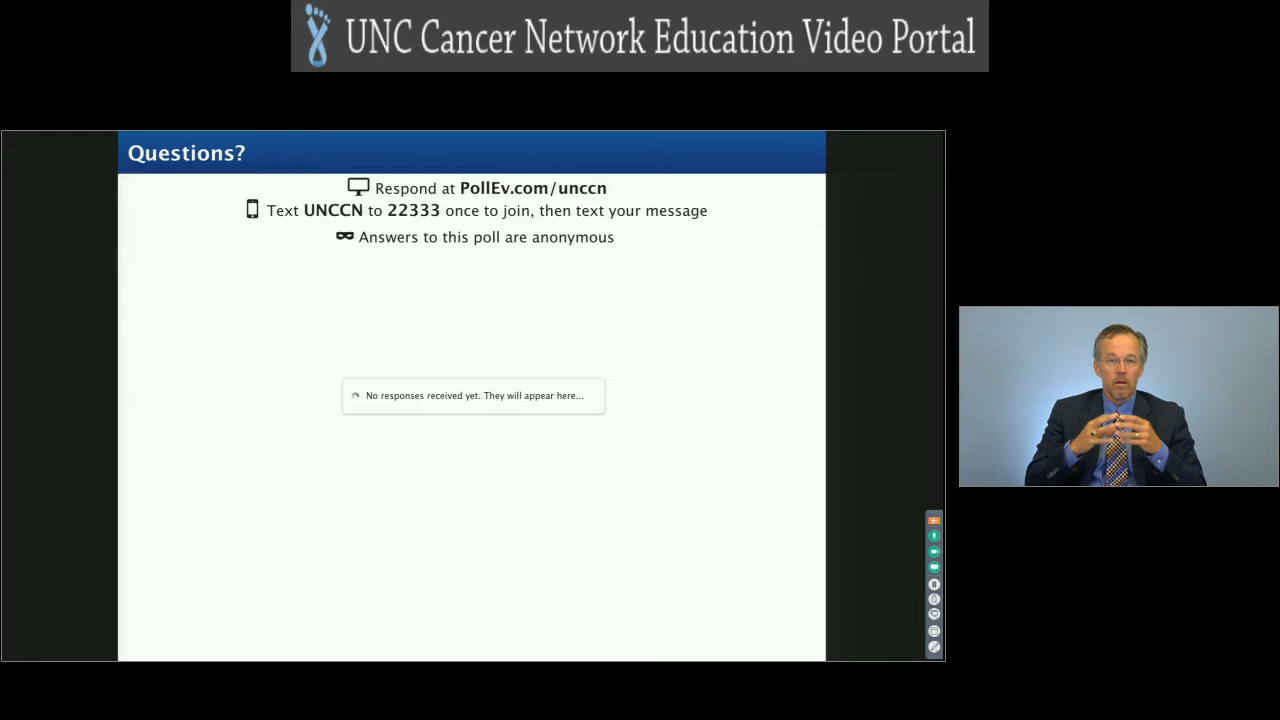 UNC Cancer Network Education Video Portal
Questions?
Respond at PollEv.com/unccn
Text UNCCN to 22333 once to join, then text your message
Answers to this poll are anonymous
No responses received yet. They will appear here...